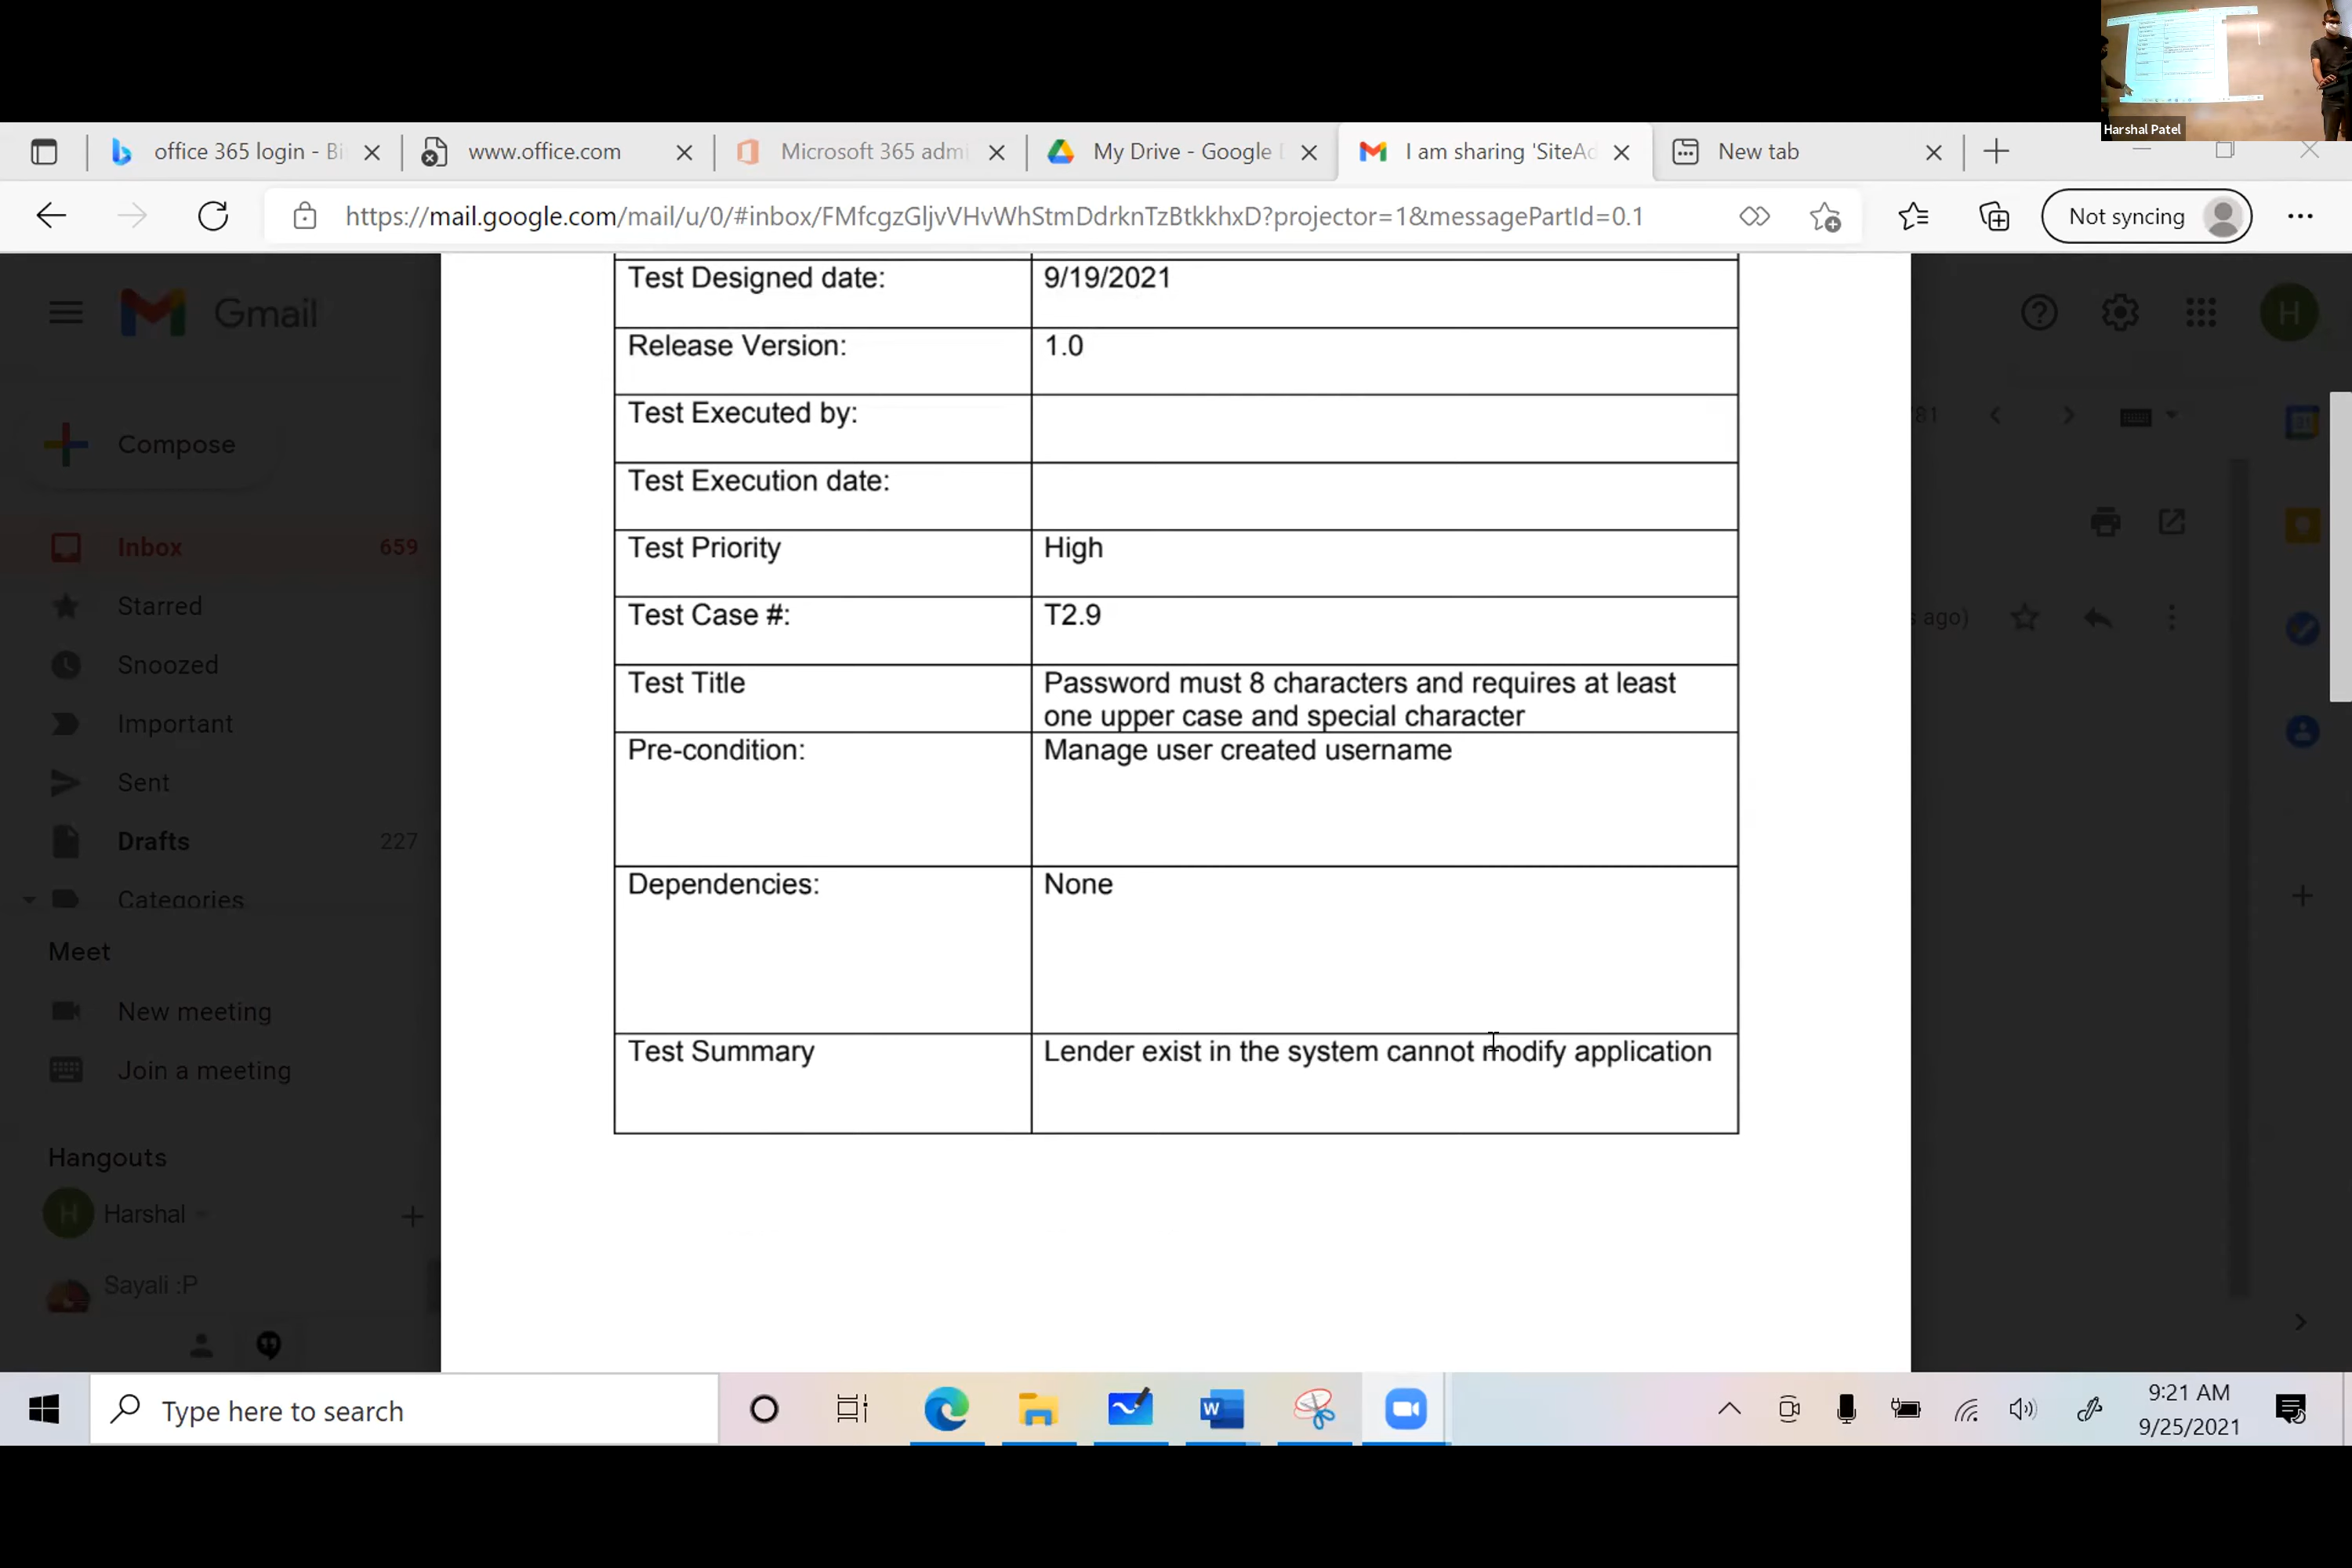 Harshal Patel
office 365 login - Bi
www.office.com
Microsoft 365 admi
My Drive - Google D
I am sharing 'SiteAd
New tab
https://mail.google.com/mail/u/0/#inbox/FMfcgzGljvVHvWhStmDdrknTzBtkkhxD?projector=1&messagePartId=0.1
Not syncing
Gmail
H
Compose
Inbox 659
Starred
Snoozed
Important
Sent
Drafts 227
Categories
Meet
New meeting
Join a meeting
Hangouts
H Harshal
Sayali :P
81
s ago)
Test Designed date: 9/19/2021
Release Version: 1.0
Test Executed by:
Test Execution date:
Test Priority High
Test Case #: T2.9
Test Title Password must 8 characters and requires at least
one upper case and special character
Pre-condition: Manage user created username
Dependencies: None
Test Summary Lender exist in the system cannot modify application
Type here to search
9:21 AM
9/25/2021